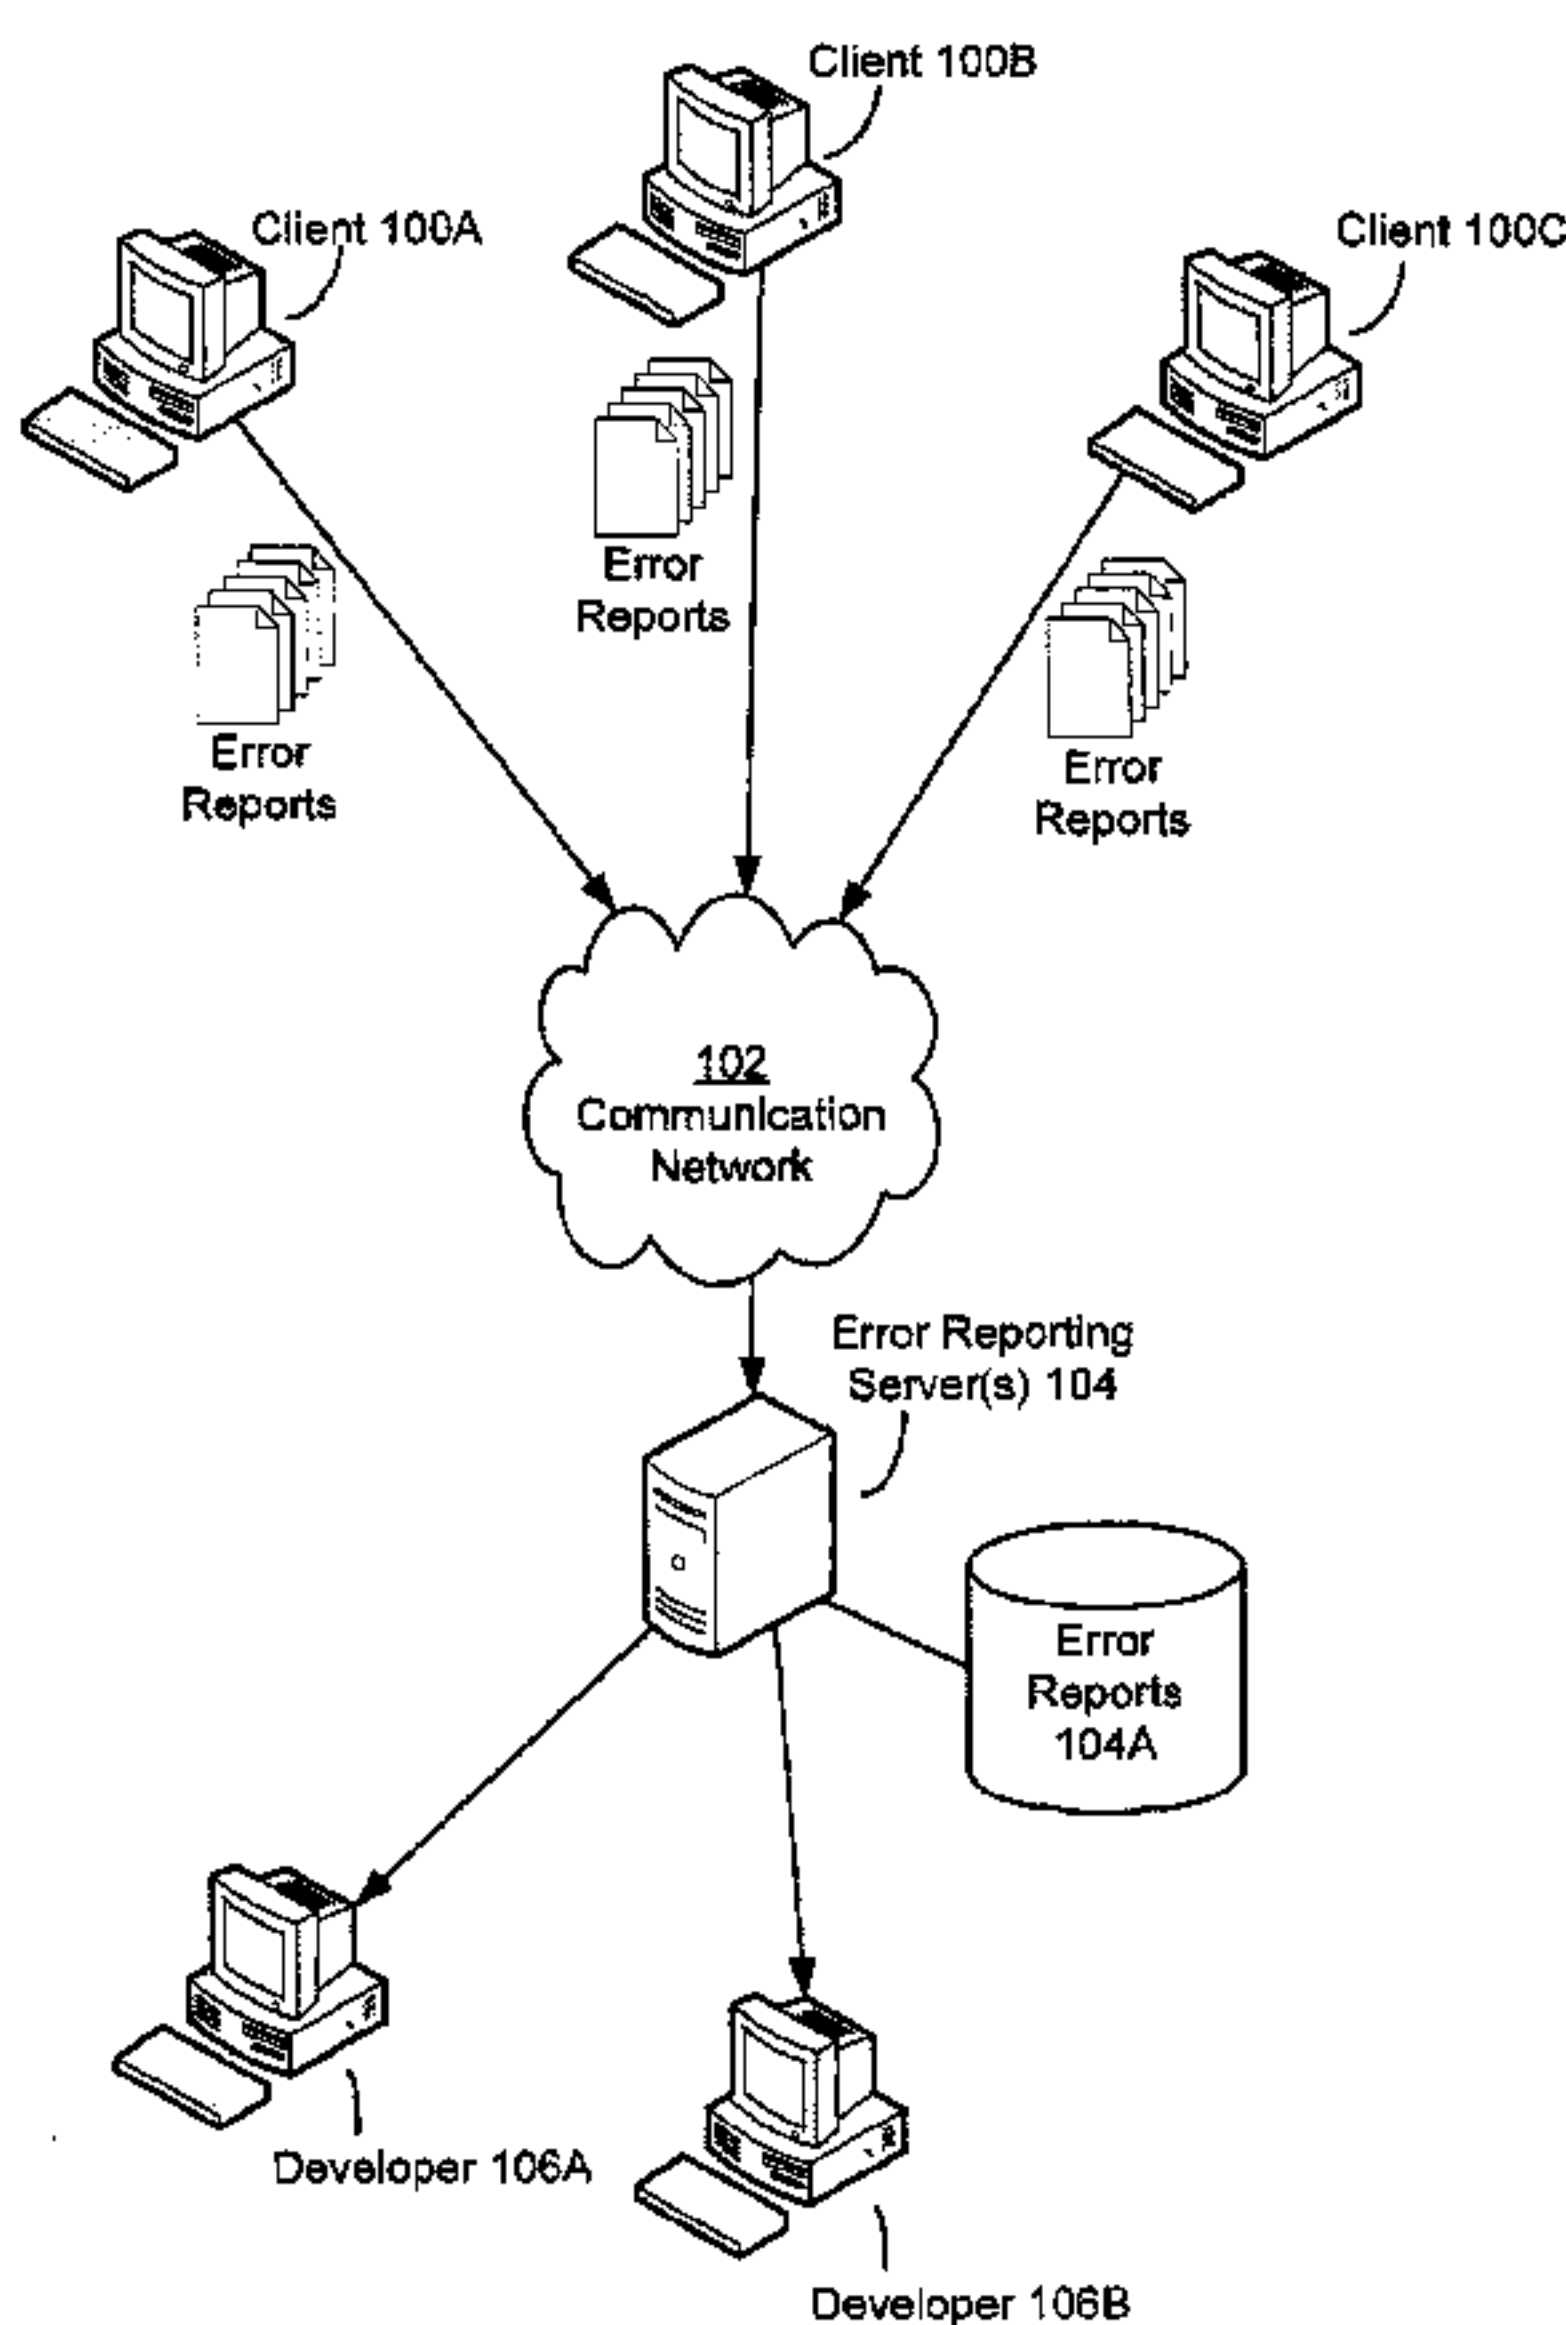 Client 100B
Client 100A
Client 100C
Error
Reports
Error
Reports
Error
Reports
102
Communication
Network
Error Reporting
Server(s) 104
Error
Reports
104A
Developer 106A
Developer 106B